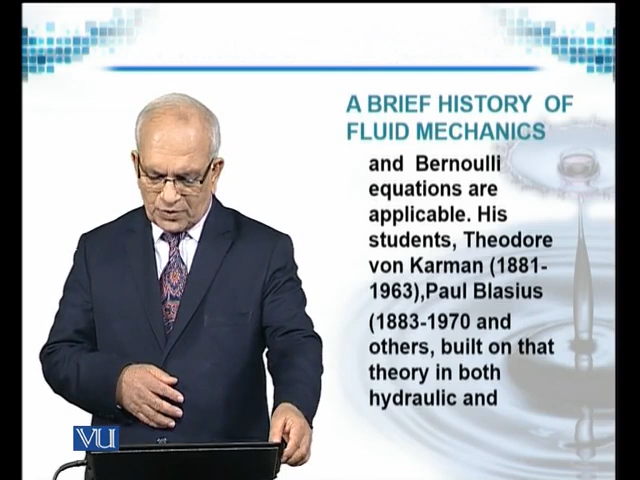 A BRIEF HISTORY OF
FLUID MECHANICS
and Bernoulli
equations are
applicable. His
students, Theodore
von Karman (1881-
1963),Paul Blasius
(1883-1970 and
others, built on that
theory in both
hydraulic and
VU